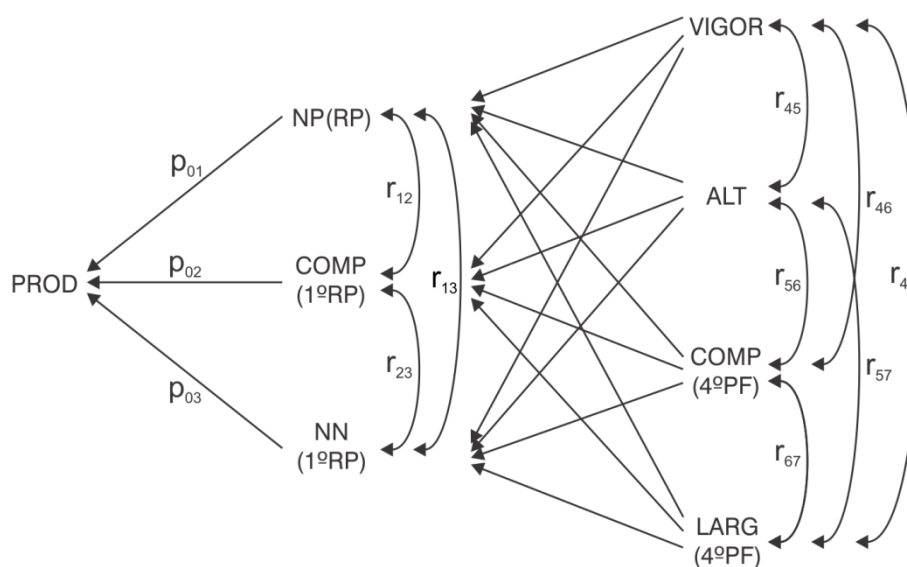 VIGOR
r45
NP(RP)
p01
r12
ALT
r46
PROD
p02
COMP
(1ºRP)
r13
r56
r4
r23
COMP
(4ºPF)
r57
p03
NN
(1ºRP)
r67
LARG
(4ºPF)